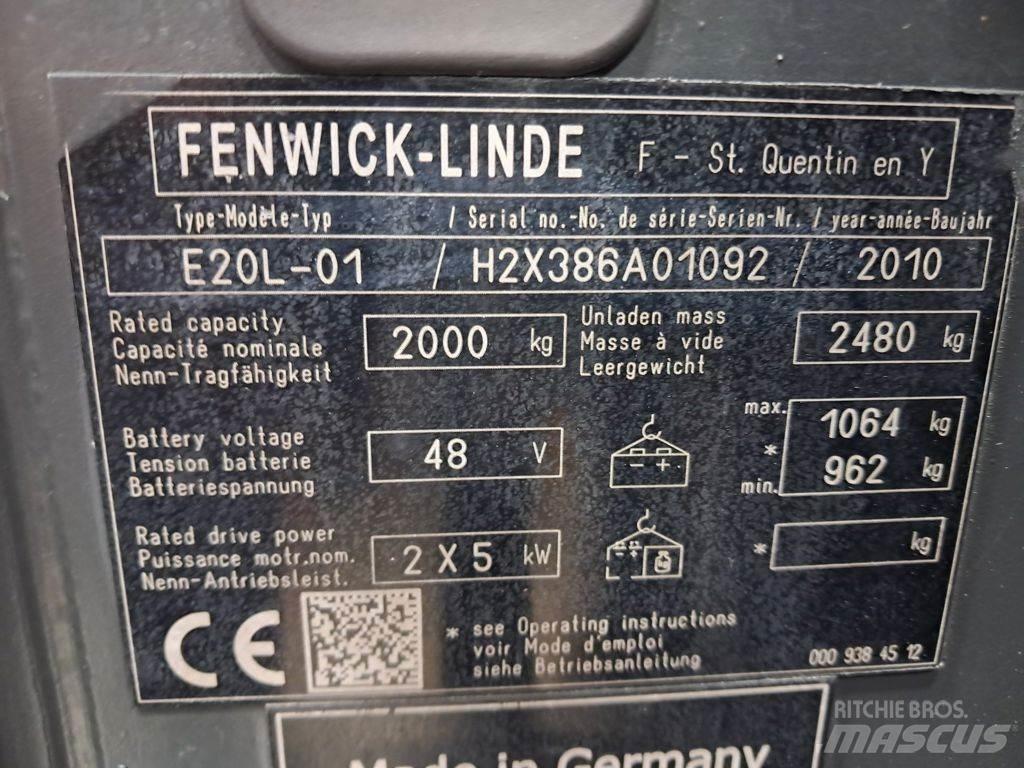 FENWICK-LINDE F - St. Quentin en Y
Type-Modèle-Typ / Serial no.-No. de série-Serien-Nr. / year-année-Baujahr
E20L-01 / H2X386A01092 / 2010
Rated capacity
Capacité nominale
Nenn-Tragfähigkeit
2000 kg
Unladen mass
Masse à vide
Leergewicht
2480 kg
Battery voltage
Tension batterie
Batteriespannung
48 V
- +
max. 1064 kg
*
min. 962 kg
Rated drive power
Puissance motr.nom.
Nenn-Antriebsleist.
2 X 5 kW
- +
kg
* kg
CE
* see Operating instructions
voir Mode d'emploi
siehe Betriebsanleitung
000 938 45 12
Made in Germany
RITCHIE BROS.
MASCUS